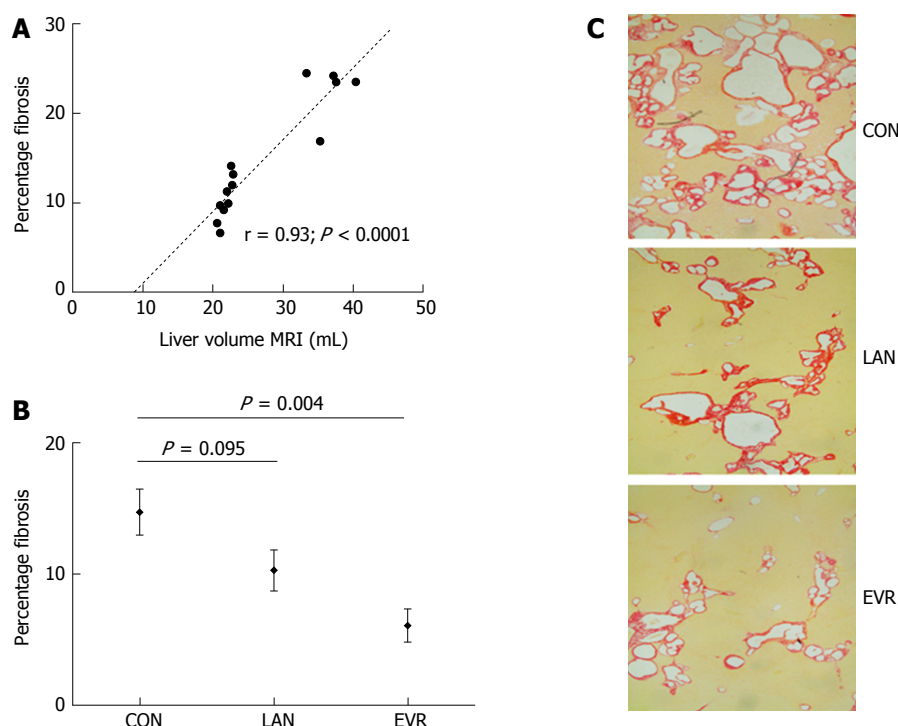 A
30
20
10
0
Percentage fibrosis
r = 0.93; P < 0.0001
0 10 20 30 40 50
Liver volume MRI (mL)
B
P = 0.004
P = 0.095
20
10
0
Percentage fibrosis
CON LAN EVR
C
CON
LAN
EVR